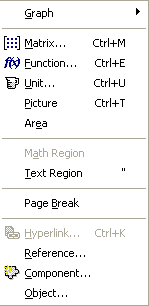 Graph
Matrix... Ctrl+M
f(x) Function... Ctrl+E
Unit... Ctrl+U
Picture Ctrl+T
Area
Math Region
Text Region "
Page Break
Hyperlink... Ctrl+K
Reference...
Component...
Object...